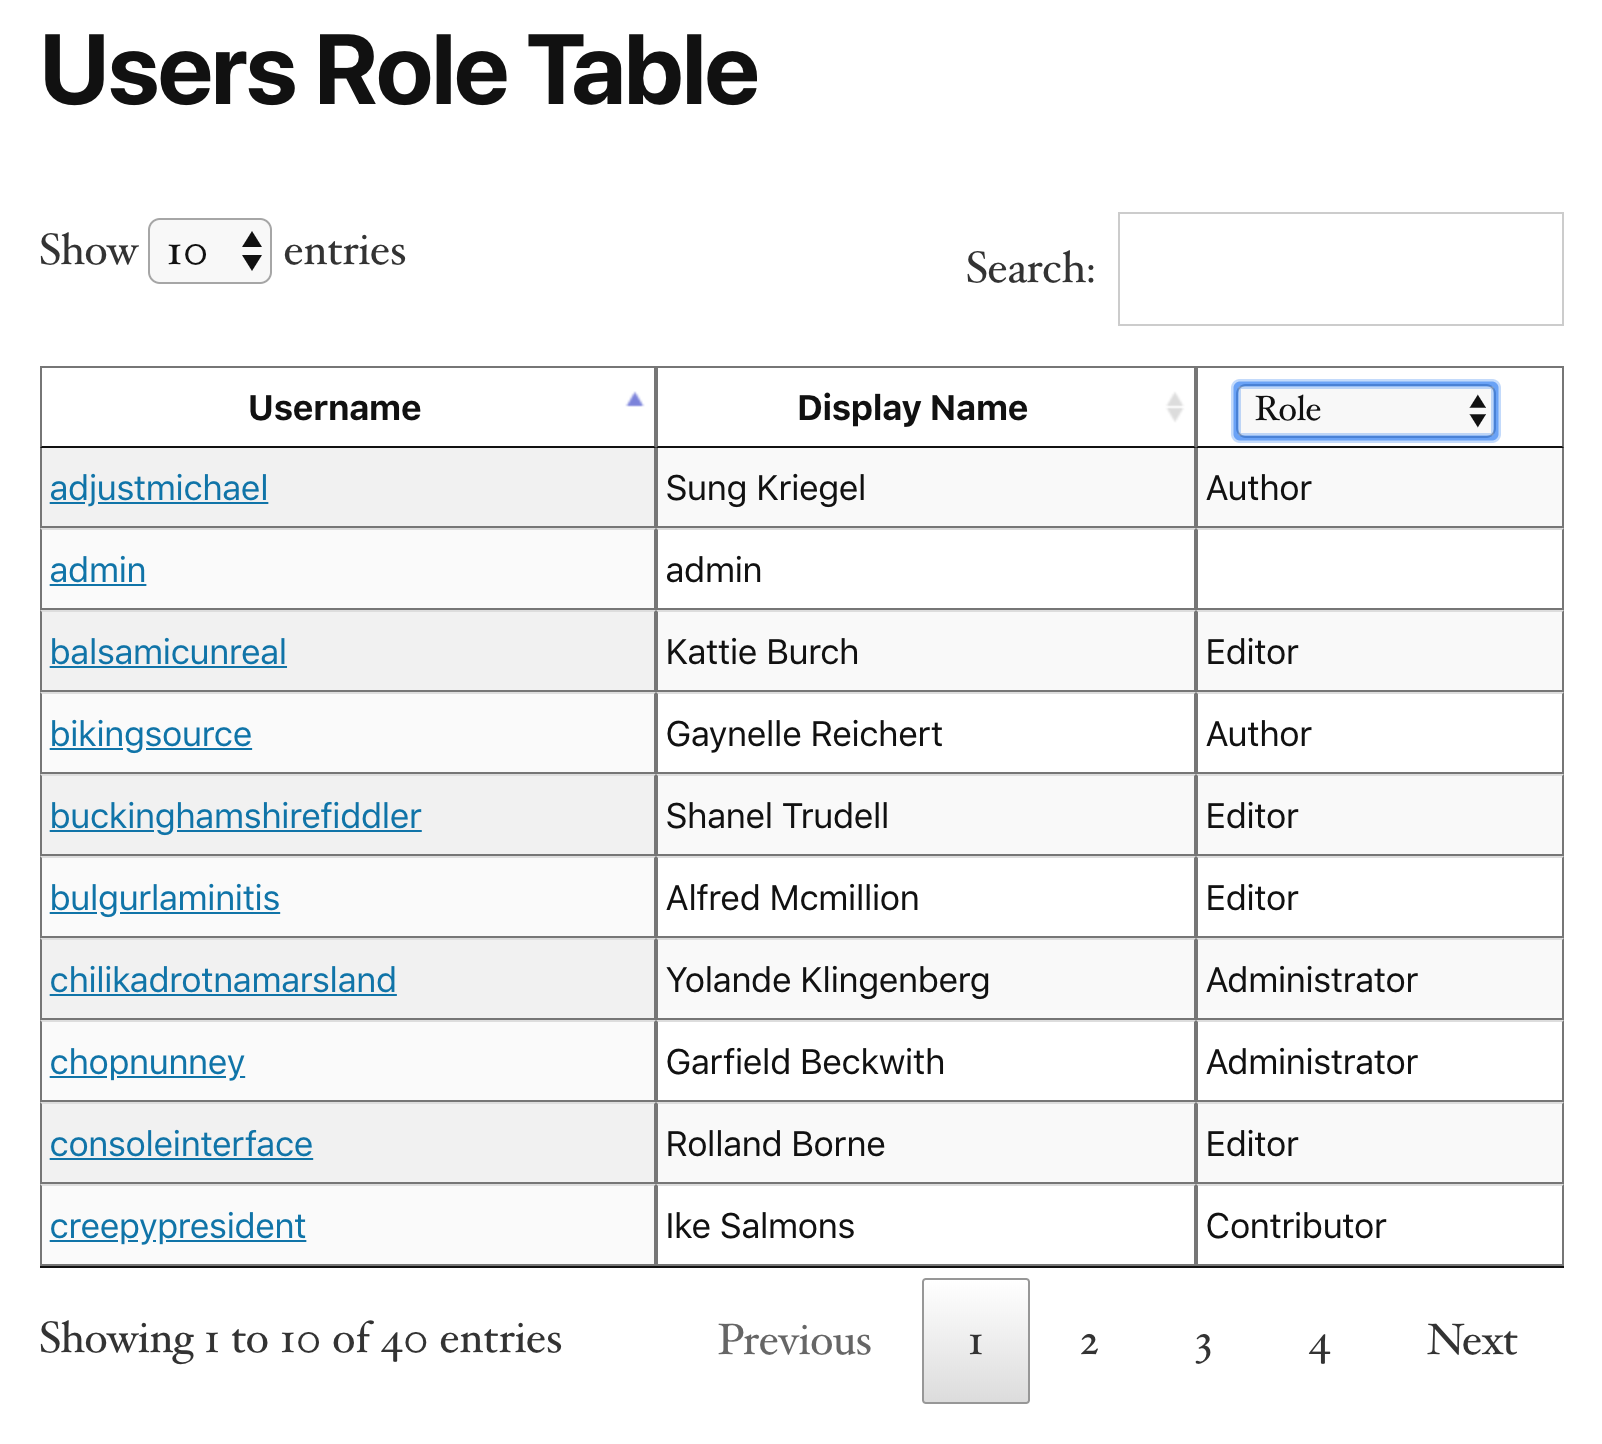 Users Role Table
Show 10 entries
Search:
Username Display Name Role
adjustmichael Sung Kriegel Author
admin admin
balsamicunreal Kattie Burch Editor
bikingsource Gaynelle Reichert Author
buckinghamshirefiddler Shanel Trudell Editor
bulgurlaminitis Alfred Mcmillion Editor
chilikadrotnamarsland Yolande Klingenberg Administrator
chopnunney Garfield Beckwith Administrator
consoleinterface Rolland Borne Editor
creepypresident Ike Salmons Contributor
Showing 1 to 10 of 40 entries Previous 1 2 3 4 Next